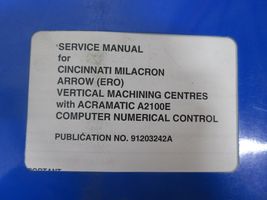 SERVICE MANUAL
for
CINCINNATI MILACRON
ARROW (ERO)
VERTICAL MACHINING CENTRES
with ACRAMATIC A2100E
COMPUTER NUMERICAL CONTROL
PUBLICATION NO. 91203242A